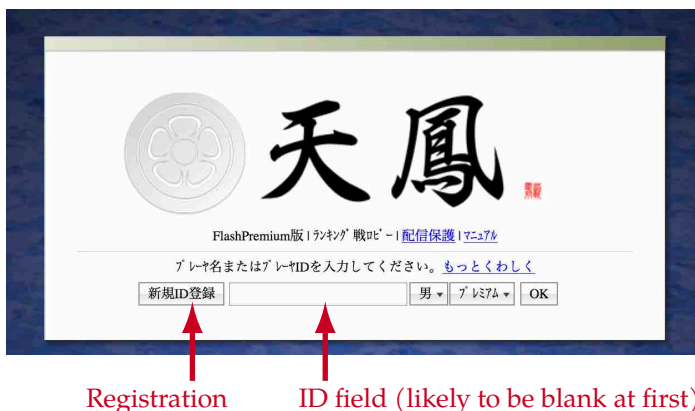 天鳳
FlashPremium版 | ﾗﾝｷﾝｸﾞ戦ﾛﾋﾞｰ | 配信保護 | ﾏﾆｭｱﾙ
ﾌﾟﾚｰﾔ名またはﾌﾟﾚｰﾔIDを入力してください。もっとくわしく
新規ID登録 男 ▾ ﾌﾟﾚﾐｱﾑ ▾ OK
Registration ID field (likely to be blank at first)